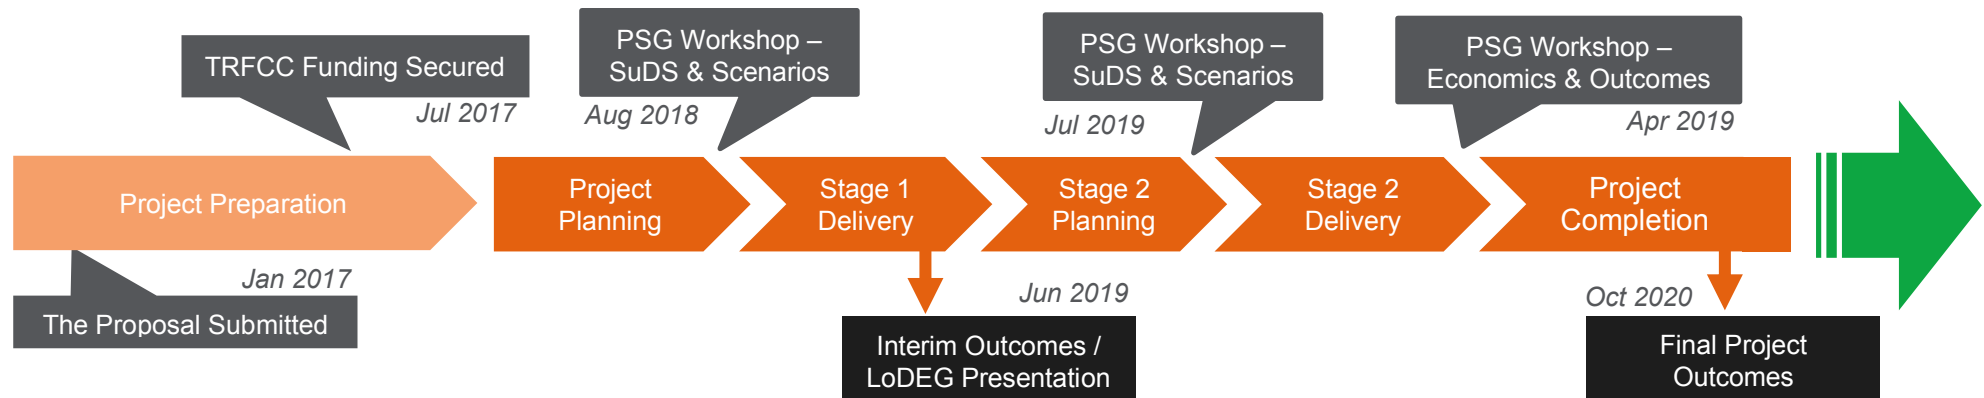 TRFCC Funding Secured
Jul 2017
PSG Workshop –
SuDS & Scenarios
Aug 2018
PSG Workshop –
SuDS & Scenarios
Jul 2019
PSG Workshop –
Economics & Outcomes
Apr 2019
Project Preparation
Project
Planning
Stage 1
Delivery
Stage 2
Planning
Stage 2
Delivery
Project
Completion
Jan 2017
The Proposal Submitted
Jun 2019
Interim Outcomes /
LoDEG Presentation
Oct 2020
Final Project
Outcomes